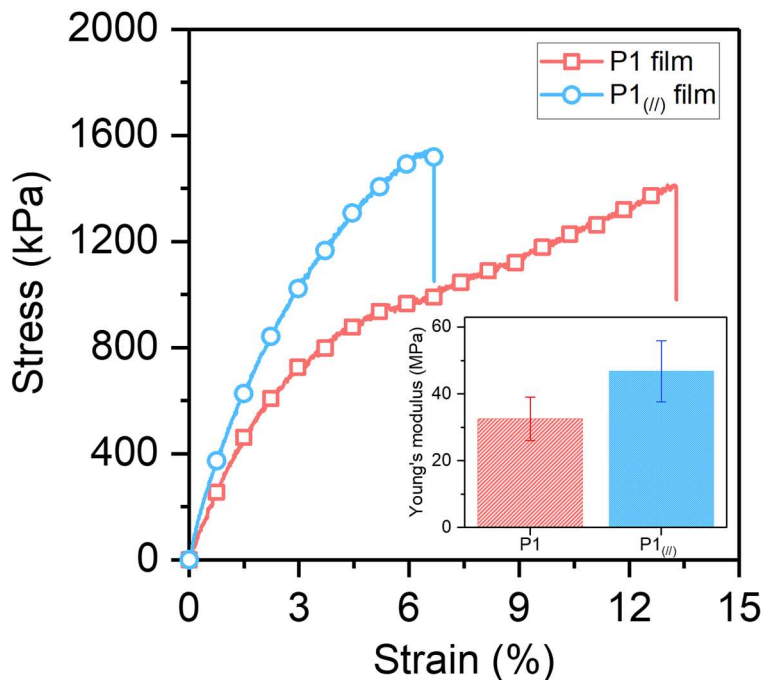 2000
1600
1200
800
400
0
Stress (kPa)
P1 film
P1(//) film
60
40
20
0
Young's modulus (MPa)
P1
P1(//)
0 3 6 9 12 15
Strain (%)